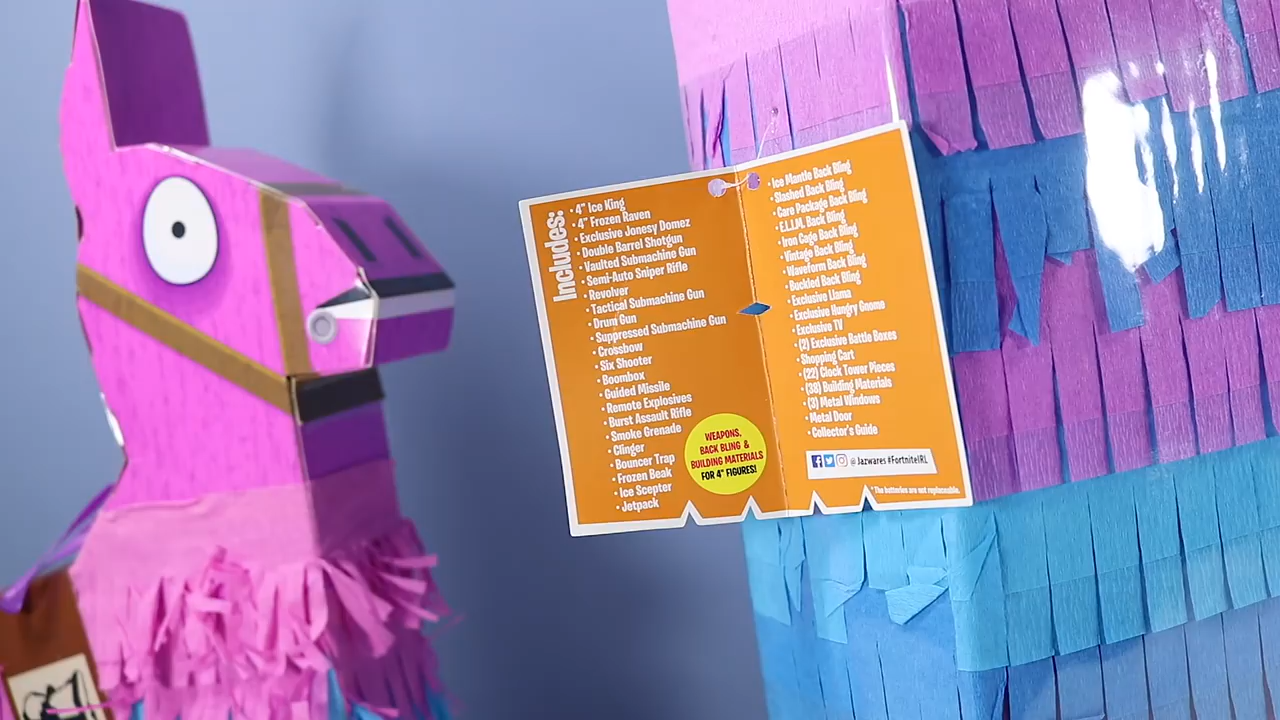 Includes:
• 4" Ice King
• 4" Frozen Raven
• Exclusive Jonesy Domez
• Double Barrel Shotgun
• Vaulted Submachine Gun
• Semi-Auto Sniper Rifle
• Revolver
• Tactical Submachine Gun
• Drum Gun
• Suppressed Submachine Gun
• Crossbow
• Six Shooter
• Boombox
• Guided Missile
• Remote Explosives
• Burst Assault Rifle
• Smoke Grenade
• Clinger
• Bouncer Trap
• Frozen Beak
• Ice Scepter
• Jetpack
WEAPONS,
BACK BLING &
BUILDING MATERIALS
FOR 4" FIGURES!
• Ice Mantle Back Bling
• Slashed Back Bling
• Care Package Back Bling
• E.L.I.M. Back Bling
• Iron Cage Back Bling
• Vintage Back Bling
• Waveform Back Bling
• Buckled Back Bling
• Exclusive Llama
• Exclusive Hungry Gnome
• Exclusive TV
• (2) Exclusive Battle Boxes
• Shopping Cart
• (22) Clock Tower Pieces
• (38) Building Materials
• (3) Metal Windows
• Metal Door
• Collector's Guide
@Jazwares #FortniteIRL
* The batteries are not replaceable.